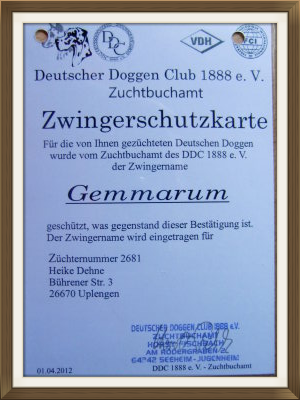 DDC
VDH
FCI
Deutscher Doggen Club 1888 e. V.
Zuchtbuchamt
Zwingerschutzkarte
Für die von Ihnen gezüchteten Deutschen Doggen
wurde vom Zuchtbuchamt des DDC 1888 e. V.
der Zwingername
Gemmarum
geschützt, was gegenstand dieser Bestätigung ist.
Der Zwingername wird eingetragen für
Züchternummer 2681
Heike Dehne
Bührener Str. 3
26670 Uplengen
DEUTSCHER DOGGEN CLUB 1888 e.V.
ZUCHTBUCHAMT
AM RODERGRABEN
64342 SEEHEIM-JUGENHEIM
01.04.2012
DDC 1888 e. V. - Zuchtbuchamt